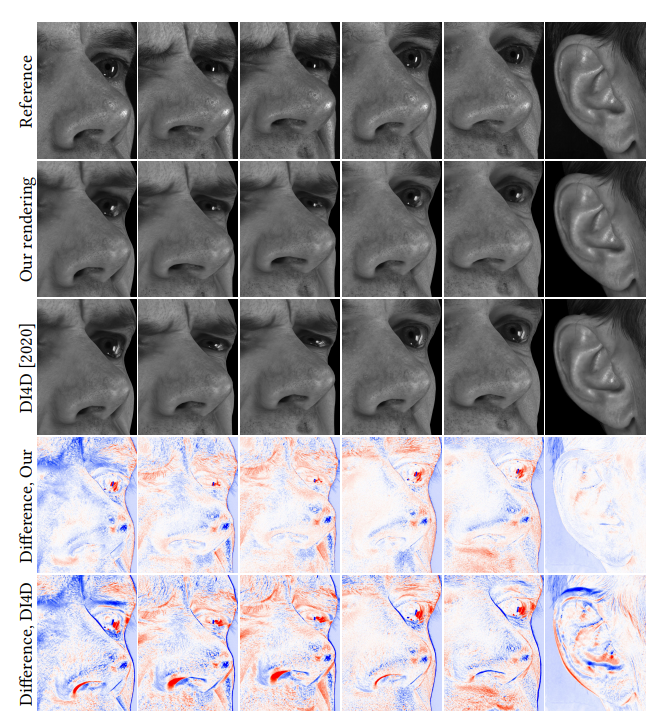 Reference
Our rendering
DI4D [2020]
Difference, Our
Difference, DI4D